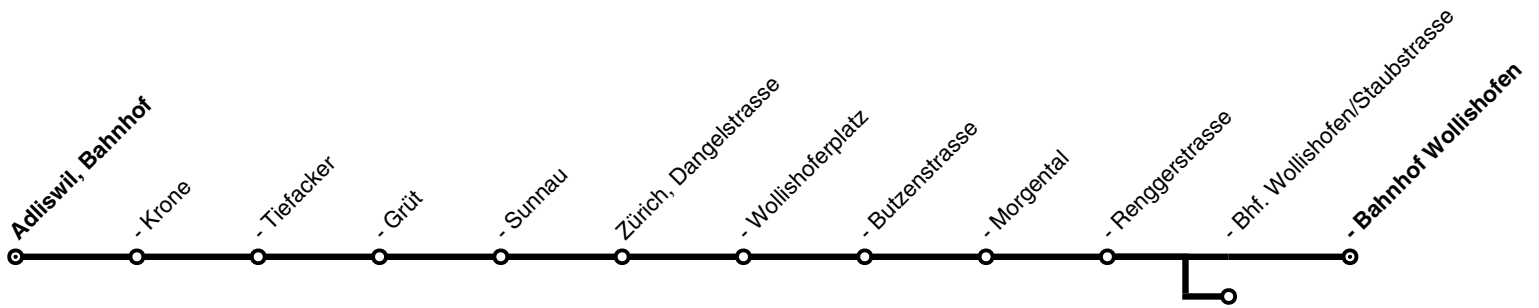 Adliswil, Bahnhof
- Krone
- Tiefacker
- Grüt
- Sunnau
Zürich, Dangelstrasse
- Wollishoferplatz
- Butzenstrasse
- Morgental
- Renggerstrasse
- Bhf. Wollishofen/Staubstrasse
- Bahnhof Wollishofen